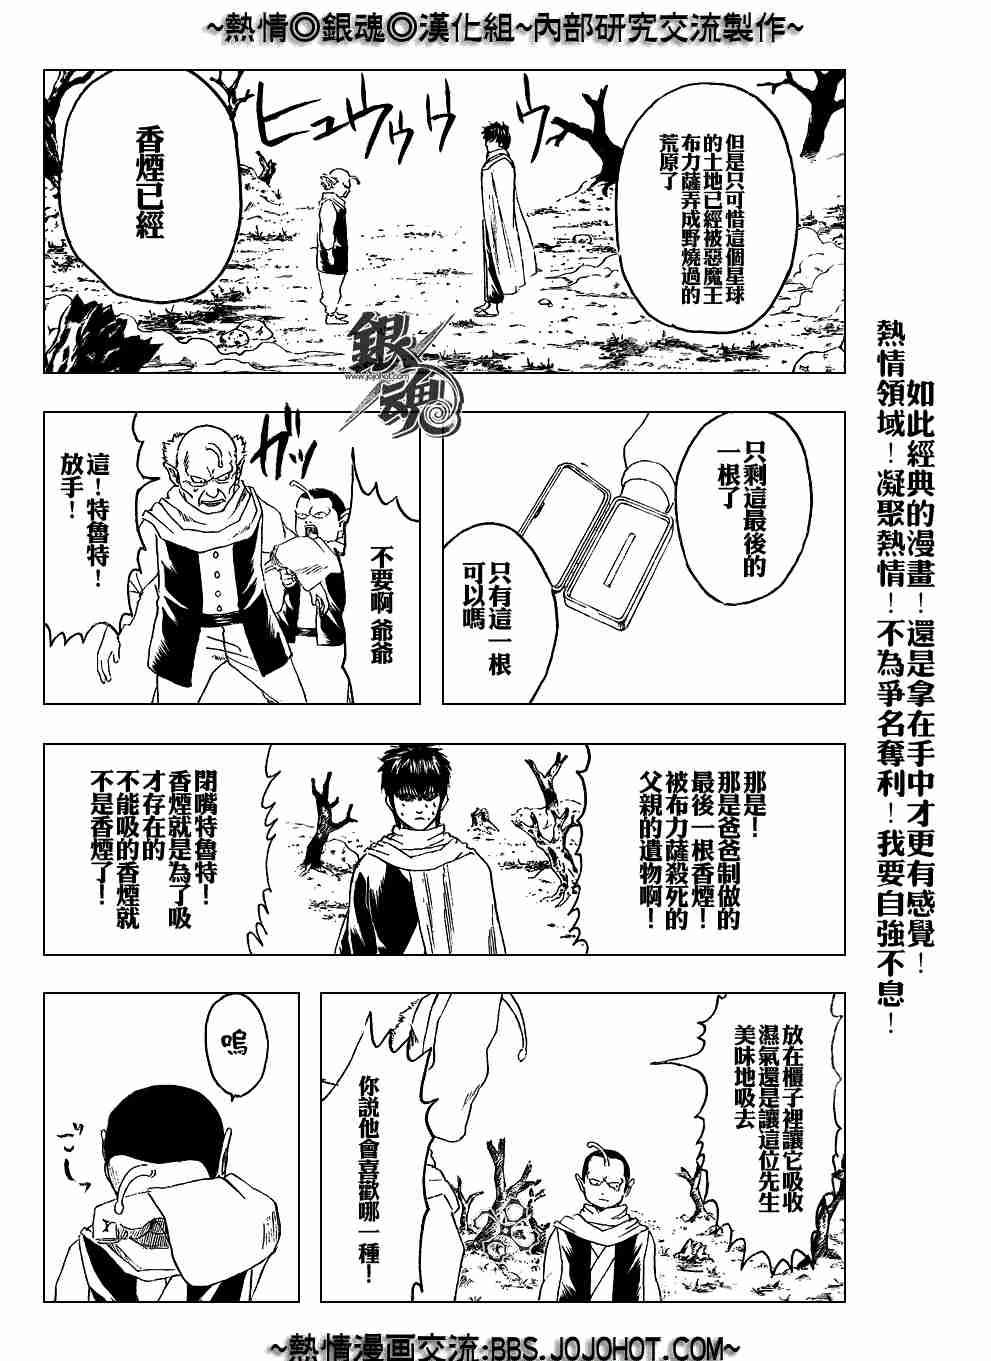 ~熱情◎銀魂◎漢化組~內部研究交流製作~
但是只可惜這個星球
的土地已經被惡魔王
布力薩弄成野燒過的
荒原了
ヒュウゥゥ ウゥ
香煙已經
銀魂
www.jojohot.com
只剩這最後的
一根了
只有這一根
可以嗎
ガッ
不要啊 爺爺
這！特魯特！
放手！
那是！
那是爸爸制做的
最後一根香煙！
被布力薩殺死的
父親的遺物啊！
閉嘴特魯特！
香煙就是為了吸
才存在的
不能吸的香煙就
不是香煙了！
放在櫃子裡讓它吸收
濕氣還是讓這位先生
美味地吸去
你說他會喜歡哪一種！
嗚
ごし
如此經典的漫畫！還是拿在手中才更有感覺！
熱情領域！凝聚熱情！不為爭名奪利！我要自強不息！
~熱情漫画交流:BBS.JOJOHOT.COM~